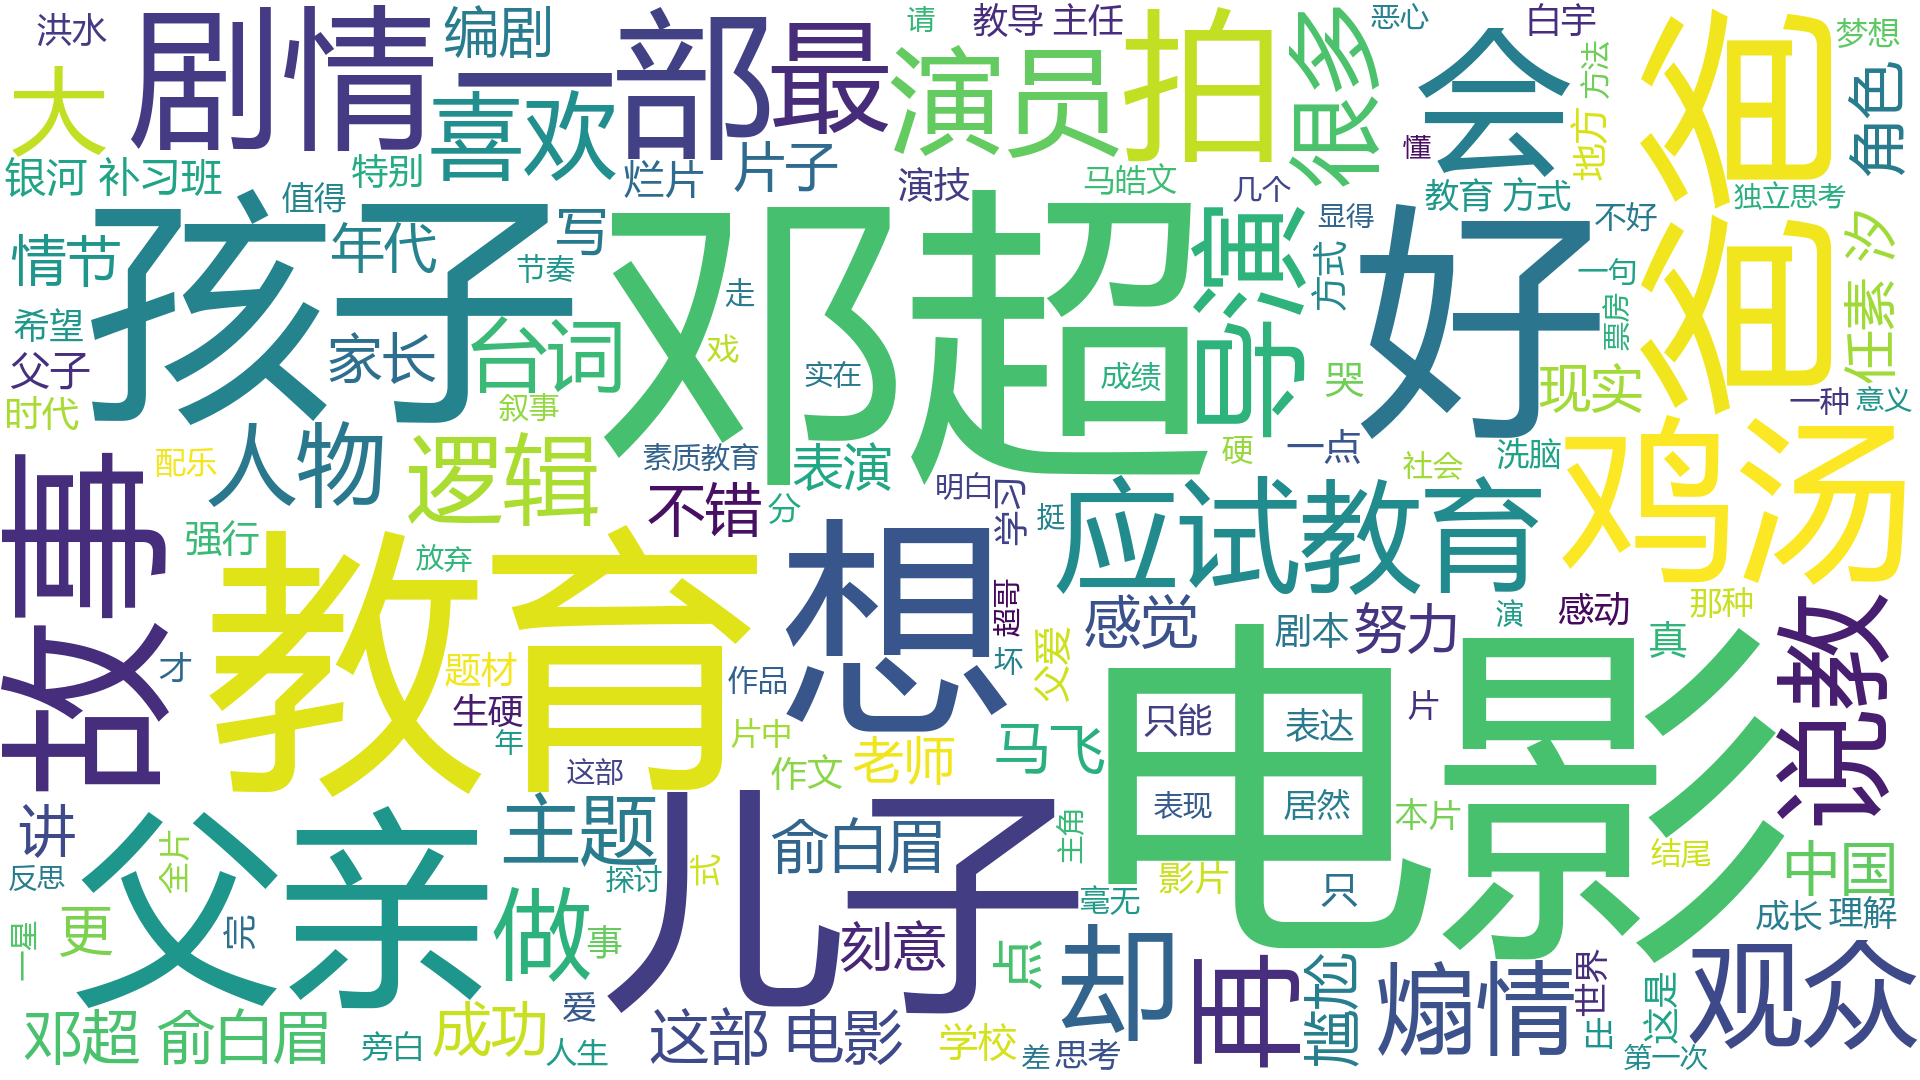 洪水
剧情
编剧
一部
最
请
教导 主任
演员
拍
很多
恶心
会
白宇
方法
爸爸
梦想
角色
大
喜欢
烂片
片子
演技
马皓文
几个
懂
地方
教育 方式
独立思考
银河 补习班
特别
值得
孩子
年代
写
节奏
邓超
走
导演
显得
方式
好
不好
一句
票房
任素 汐
情节
希望
父子
时代
家长
台词
叙事
戏
实在
成绩
哭
现实
一种
意义
配乐
人物
逻辑
素质教育
表演
不错
分
明白
学习
挺
硬
一点
社会
洗脑
鸡汤
故事
强行
放弃
教育
想
超哥
坏
应试教育
感觉
父爱
剧本
努力
演
感动
那种
真
说教
才
题材
生硬
年
作品
片中
这部
作文
老师
马飞
电影
只能
表达
片
表现
居然
本片
讲
反思
父亲
全片
主题
探讨
式
儿子
俞白眉
主角
影片
毫无
只
结尾
中国
成长
理解
一星
更
完
做
事
刻意
点
却
再
尴尬
煽情
世界
出
这是
观众
邓超 俞白眉
旁白
成功
爱
人生
这部 电影
学校
差
思考
第一次